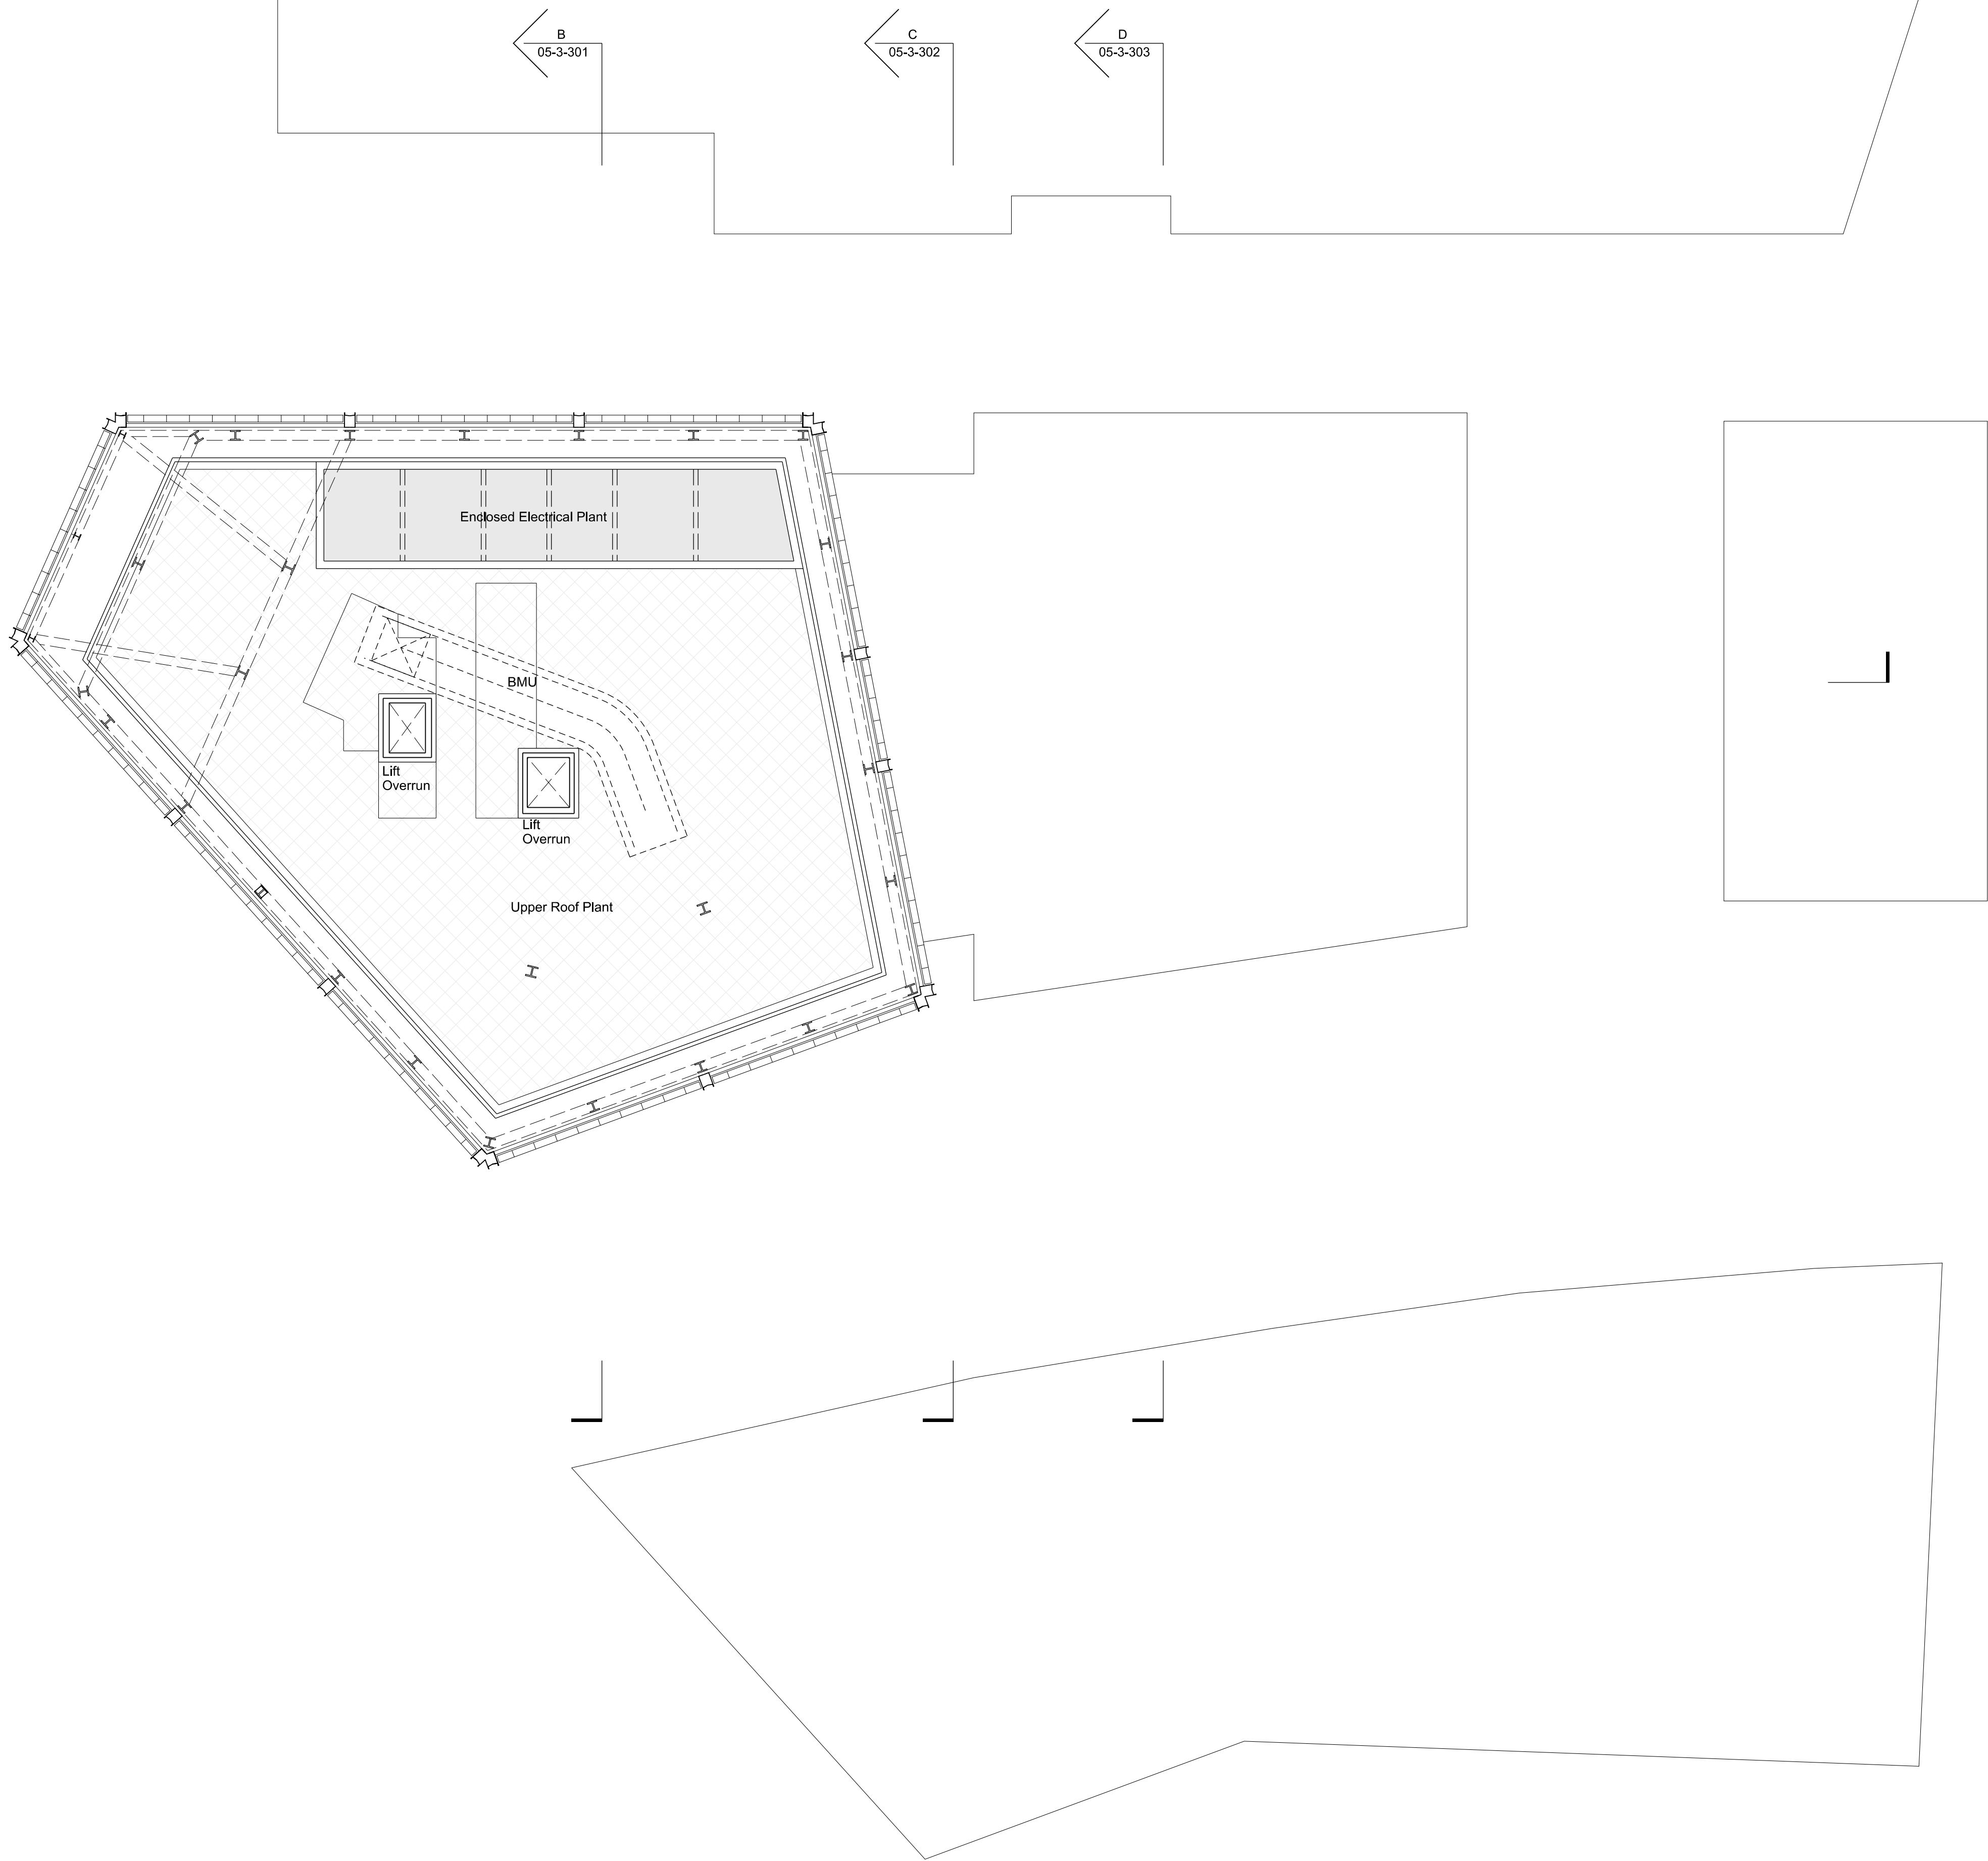 B
05-3-301
C
05-3-302
D
05-3-303
Enclosed Electrical Plant
BMU
Lift
Overrun
Lift
Overrun
Upper Roof Plant